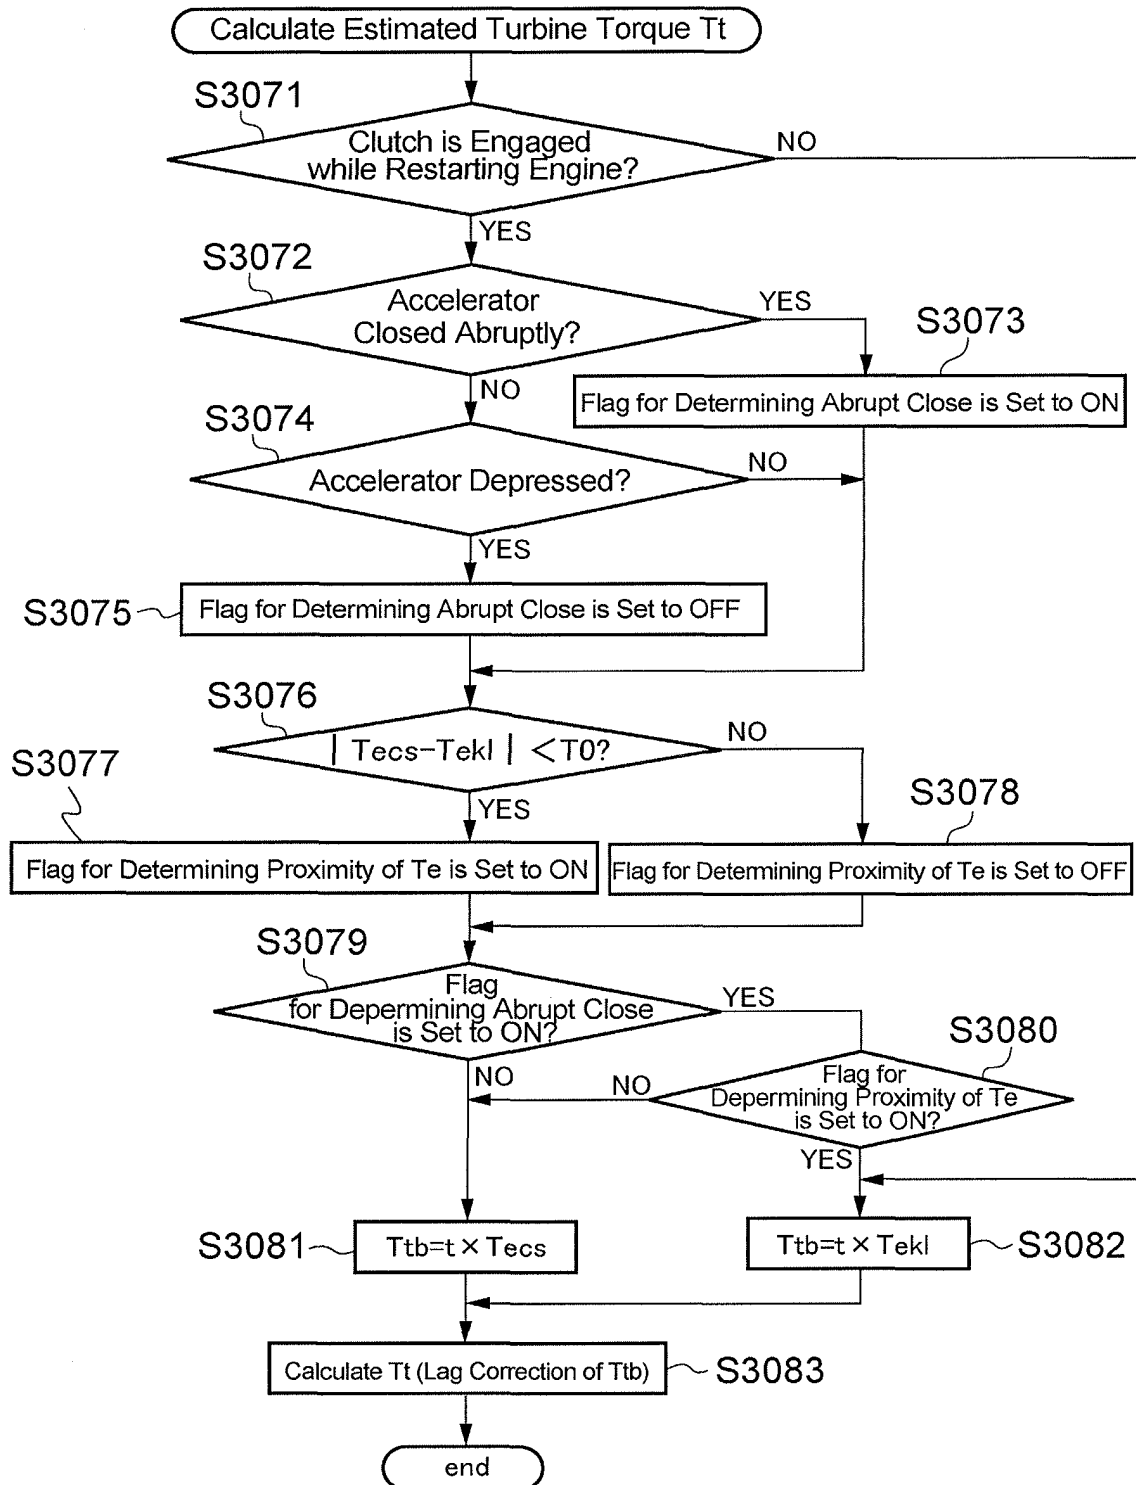 Calculate Estimated Turbine Torque Tt
S3071
Clutch is Engaged
while Restarting Engine?
NO
YES
S3072
Accelerator
Closed Abruptly?
YES
S3073
Flag for Determining Abrupt Close is Set to ON
NO
S3074
Accelerator Depressed?
NO
YES
S3075
Flag for Determining Abrupt Close is Set to OFF
S3076
| Tecs-Tekl | <T0?
NO
S3077
YES
S3078
Flag for Determining Proximity of Te is Set to ON
Flag for Determining Proximity of Te is Set to OFF
S3079
Flag
for Depermining Abrupt Close
is Set to ON?
YES
S3080
NO
NO
Flag for
Depermining Proximity of Te
is Set to ON?
YES
S3081
Ttb=t×Tecs
Ttb=t×Tekl
S3082
Calculate Tt (Lag Correction of Ttb)
S3083
end